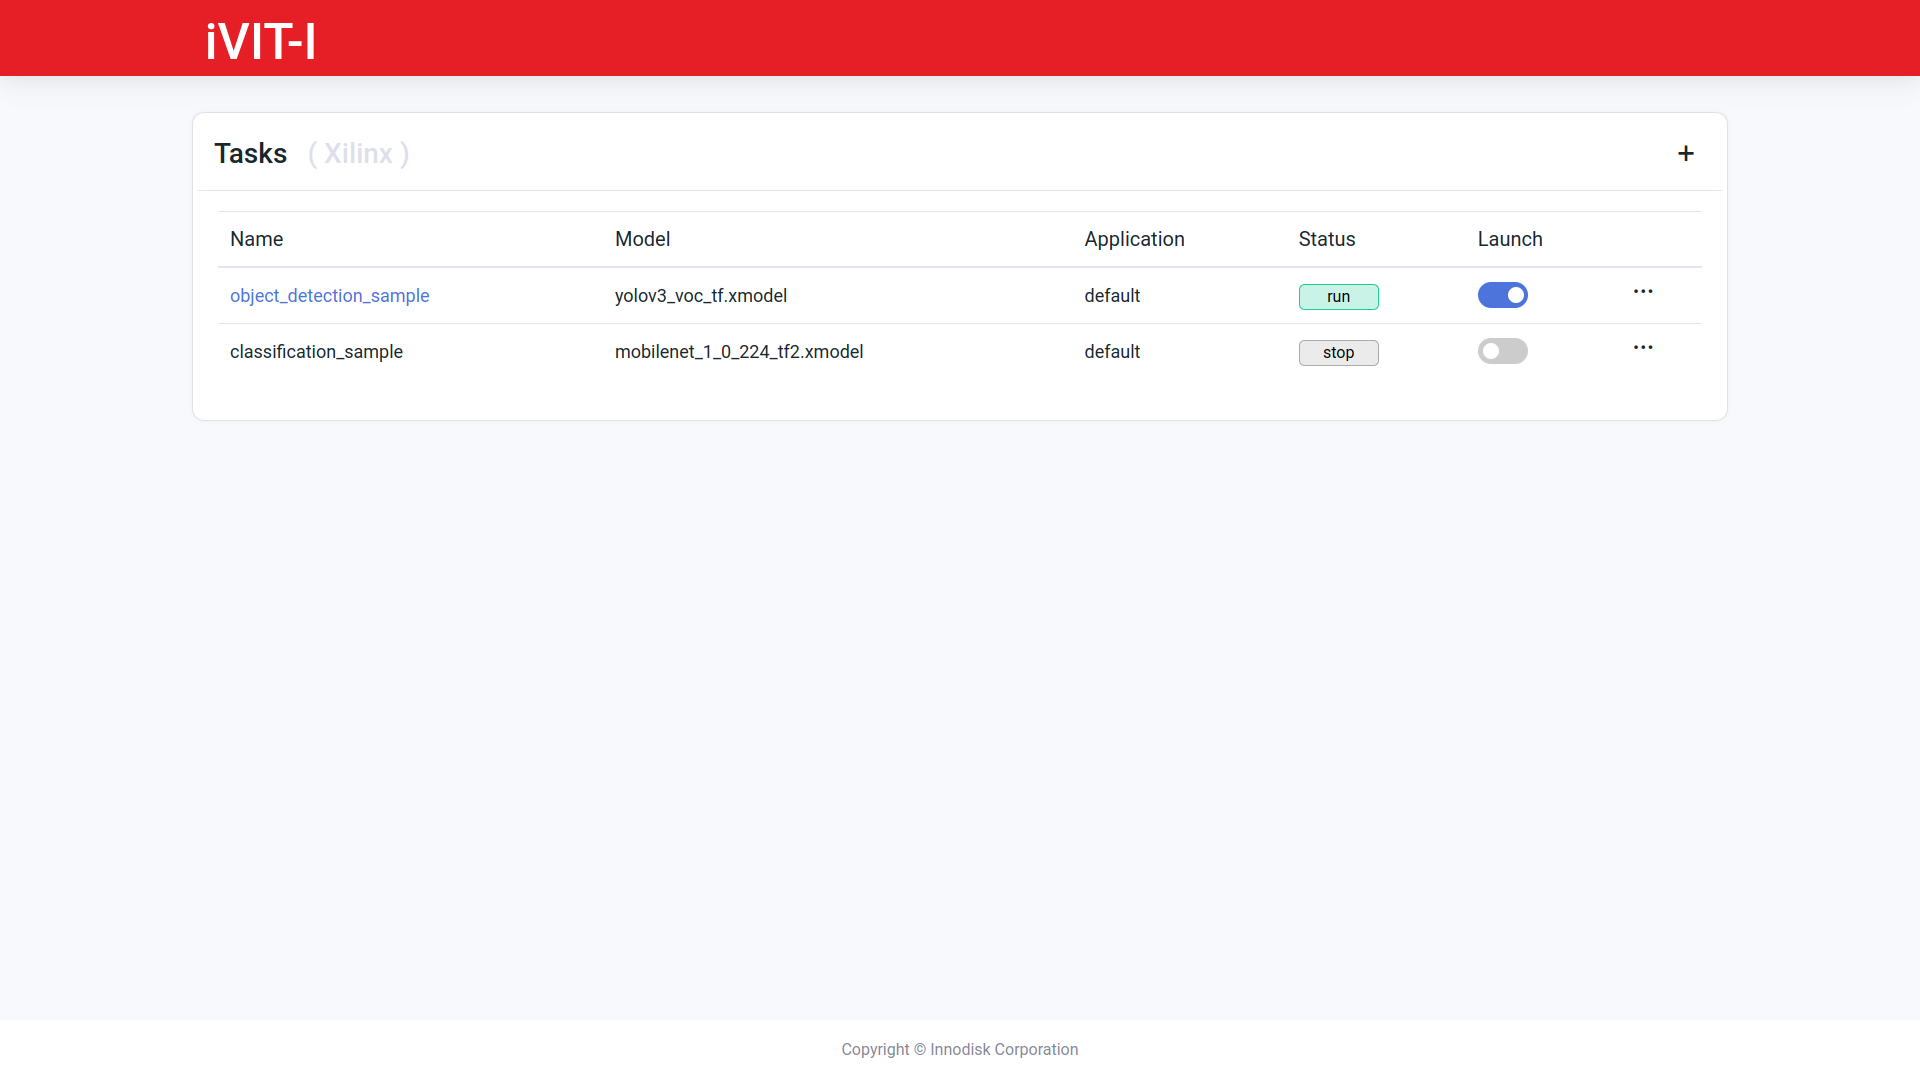 iVIT-I
Tasks ( Xilinx ) +
Name Model Application Status Launch
object_detection_sample yolov3_voc_tf.xmodel default run ...
classification_sample mobilenet_1_0_224_tf2.xmodel default stop ...
Copyright © Innodisk Corporation